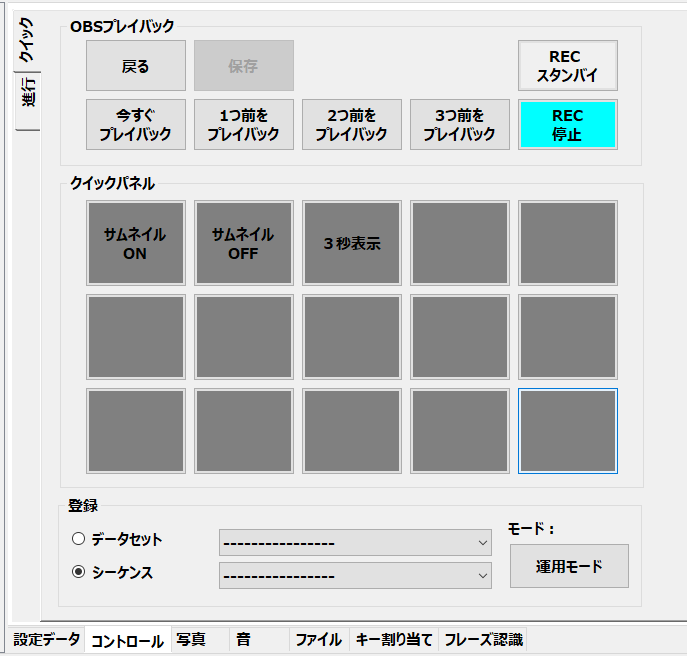 クイック
進行
OBSプレイバック
戻る
保存
REC
スタンバイ
今すぐ
プレイバック
1つ前を
プレイバック
2つ前を
プレイバック
3つ前を
プレイバック
REC
停止
クイックパネル
サムネイル
ON
サムネイル
OFF
３秒表示
登録
データセット
----------------
モード：
シーケンス
----------------
運用モード
設定データ
コントロール
写真
音
ファイル
キー割り当て
フレーズ認識